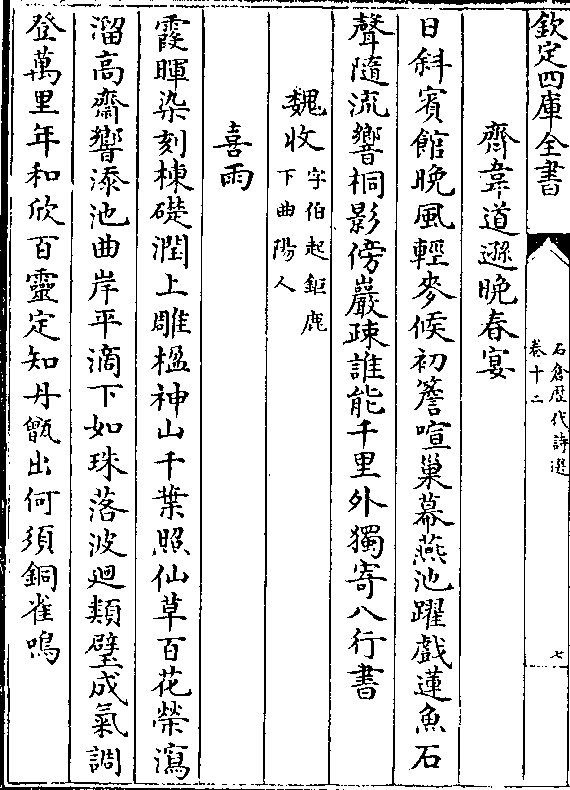 欽定四庫全書
石倉歷代詩選
卷十二
七
齊韋道遜晚春宴
日斜賓館晚風輕麥候初簷喧巢幕燕池躍戲蓮魚石
聲隨流響桐影傍巖疎誰能千里外獨寄八行書
魏收
字伯起鉅鹿
下曲陽人
喜雨
霞暉染刻棟礎潤上雕楹神山千葉照仙草百花榮瀉
溜高齋響添池曲岸平滴下如珠落波迴類璧成氣調
登萬里年和欣百靈定知丹甑出何須銅雀鳴